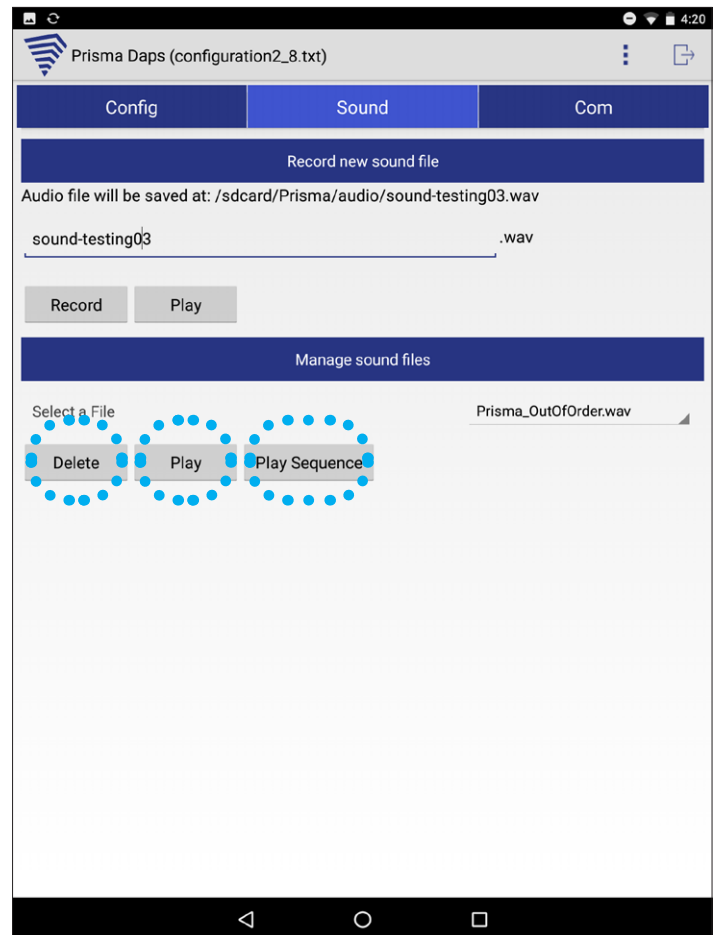 4:20
Prisma Daps (configuration2_8.txt)
Config Sound Com
Record new sound file
Audio file will be saved at: /sdcard/Prisma/audio/sound-testing03.wav
sound-testing03 .wav
Record Play
Manage sound files
Select a File Prisma_OutOfOrder.wav
Delete Play Play Sequence